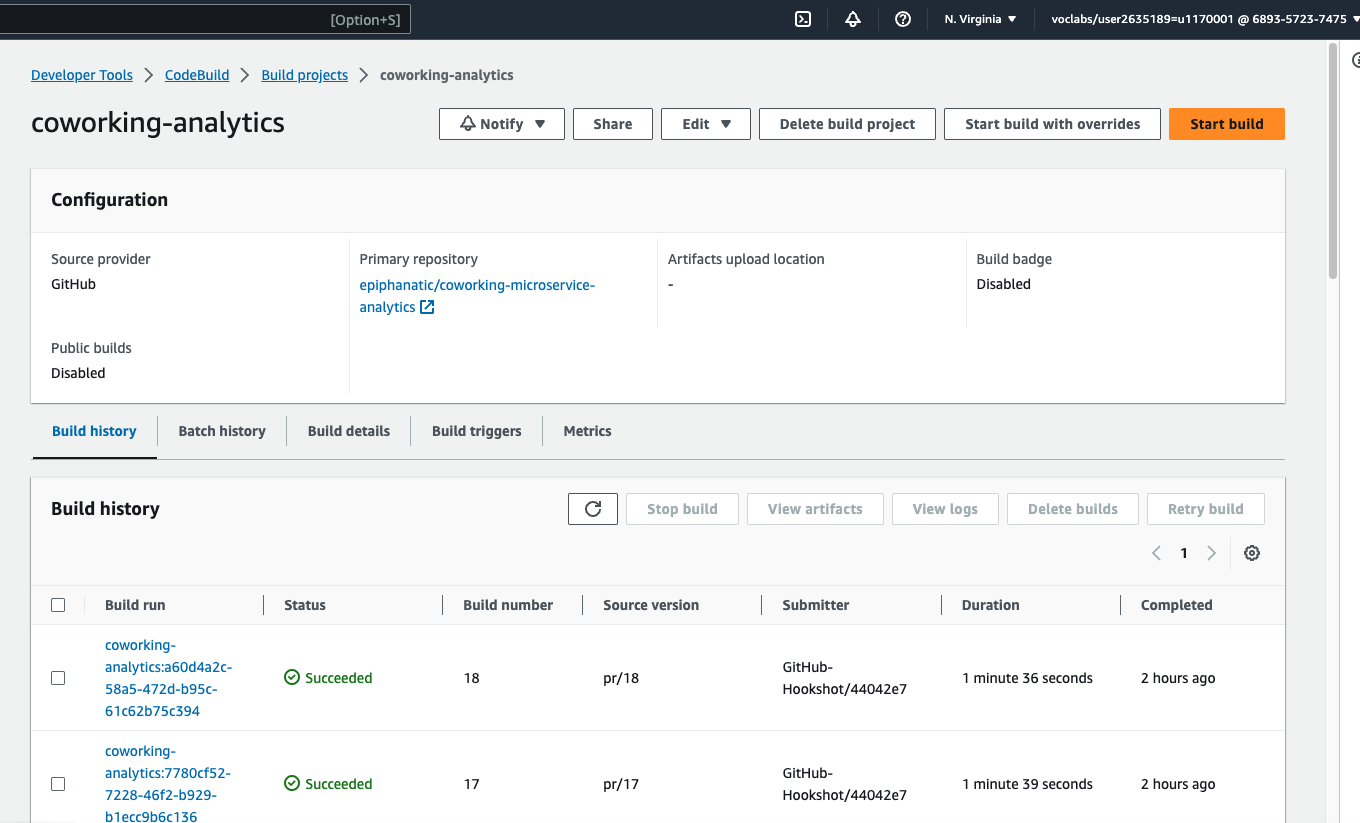 [Option+S]
N. Virginia
voclabs/user2635189=u1170001 @ 6893-5723-7475
Developer Tools
CodeBuild
Build projects
coworking-analytics
coworking-analytics
Notify
Share
Edit
Delete build project
Start build with overrides
Start build
Configuration
Source provider
GitHub
Primary repository
epiphanatic/coworking-microservice-
analytics
Artifacts upload location
-
Build badge
Disabled
Public builds
Disabled
Build history
Batch history
Build details
Build triggers
Metrics
Build history
Stop build
View artifacts
View logs
Delete builds
Retry build
1
Build run
Status
Build number
Source version
Submitter
Duration
Completed
coworking-
analytics:a60d4a2c-
58a5-472d-b95c-
61c62b75c394
Succeeded
18
pr/18
GitHub-
Hookshot/44042e7
1 minute 36 seconds
2 hours ago
coworking-
analytics:7780cf52-
7228-46f2-b929-
b1ecc9b6c136
Succeeded
17
pr/17
GitHub-
Hookshot/44042e7
1 minute 39 seconds
2 hours ago